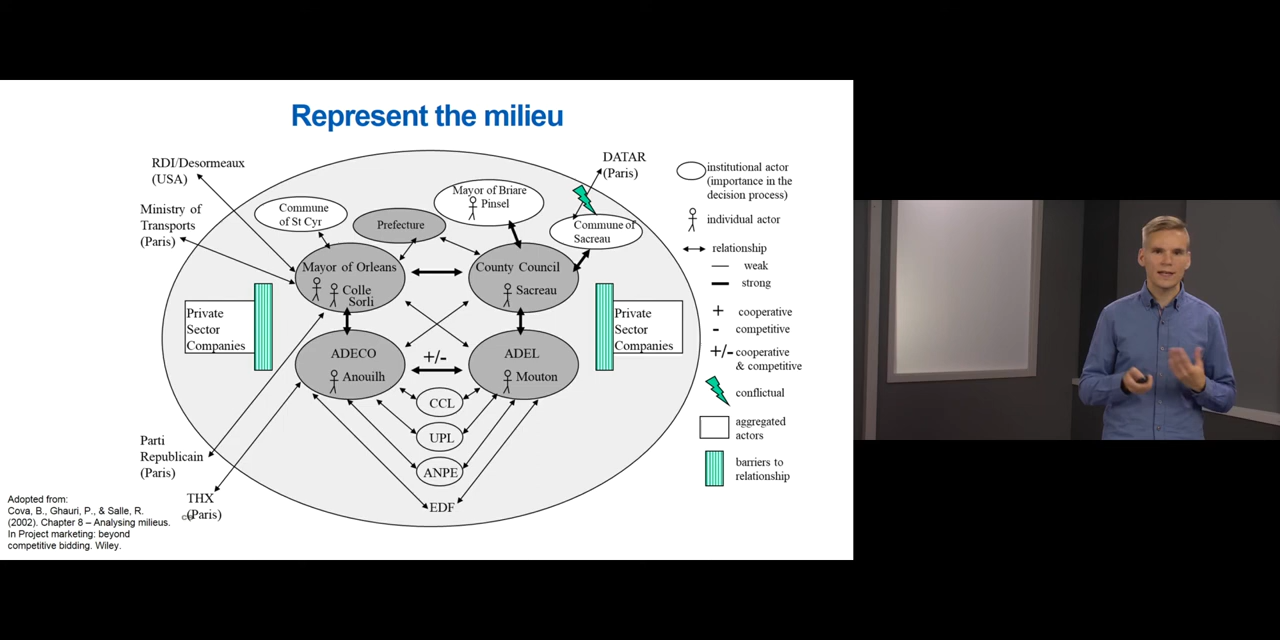 Represent the milieu
RDI/Desormeaux
(USA)
Ministry of
Transports
(Paris)
Commune
of St Cyr
Prefecture
Mayor of Briare
Pinsel
DATAR
(Paris)
Commune of
Sacreau
Mayor of Orleans
Colle
Sorli
County Council
Sacreau
Private
Sector
Companies
Private
Sector
Companies
ADECO
Anouilh
+/-
ADEL
Mouton
CCL
UPL
ANPE
EDF
Parti
Republicain
(Paris)
THX
(Paris)
institutional actor
(importance in the
decision process)
individual actor
relationship
weak
strong
+ cooperative
- competitive
+/- cooperative
& competitive
conflictual
aggregated
actors
barriers to
relationship
Adopted from:
Cova, B., Ghauri, P., & Salle, R.
(2002). Chapter 8 – Analysing milieus.
In Project marketing: beyond
competitive bidding. Wiley.